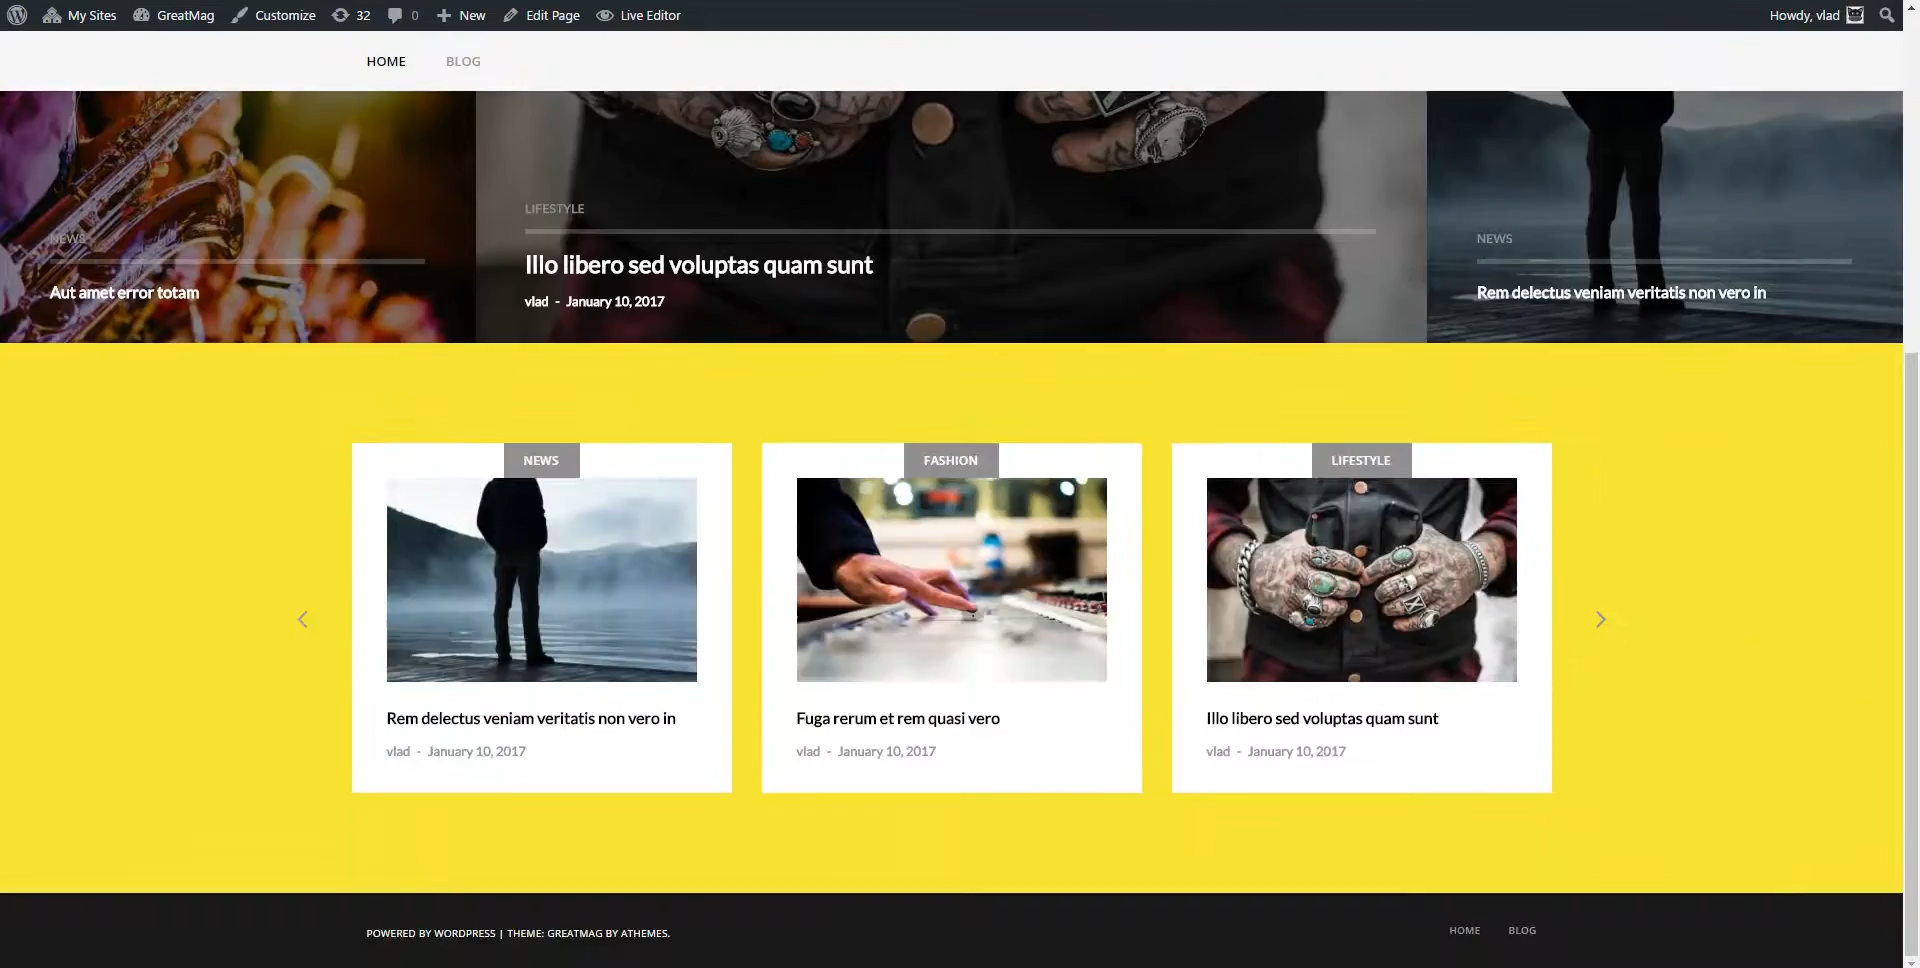 My Sites GreatMag Customize 32 0 New Edit Page Live Editor Howdy, vlad
HOME BLOG
NEWS
Aut amet error totam
LIFESTYLE
Illo libero sed voluptas quam sunt
vlad - January 10, 2017
NEWS
Rem delectus veniam veritatis non vero in
NEWS
Rem delectus veniam veritatis non vero in
vlad - January 10, 2017
FASHION
Fuga rerum et rem quasi vero
vlad - January 10, 2017
LIFESTYLE
Illo libero sed voluptas quam sunt
vlad - January 10, 2017
POWERED BY WORDPRESS | THEME: GREATMAG BY ATHEMES.
HOME BLOG